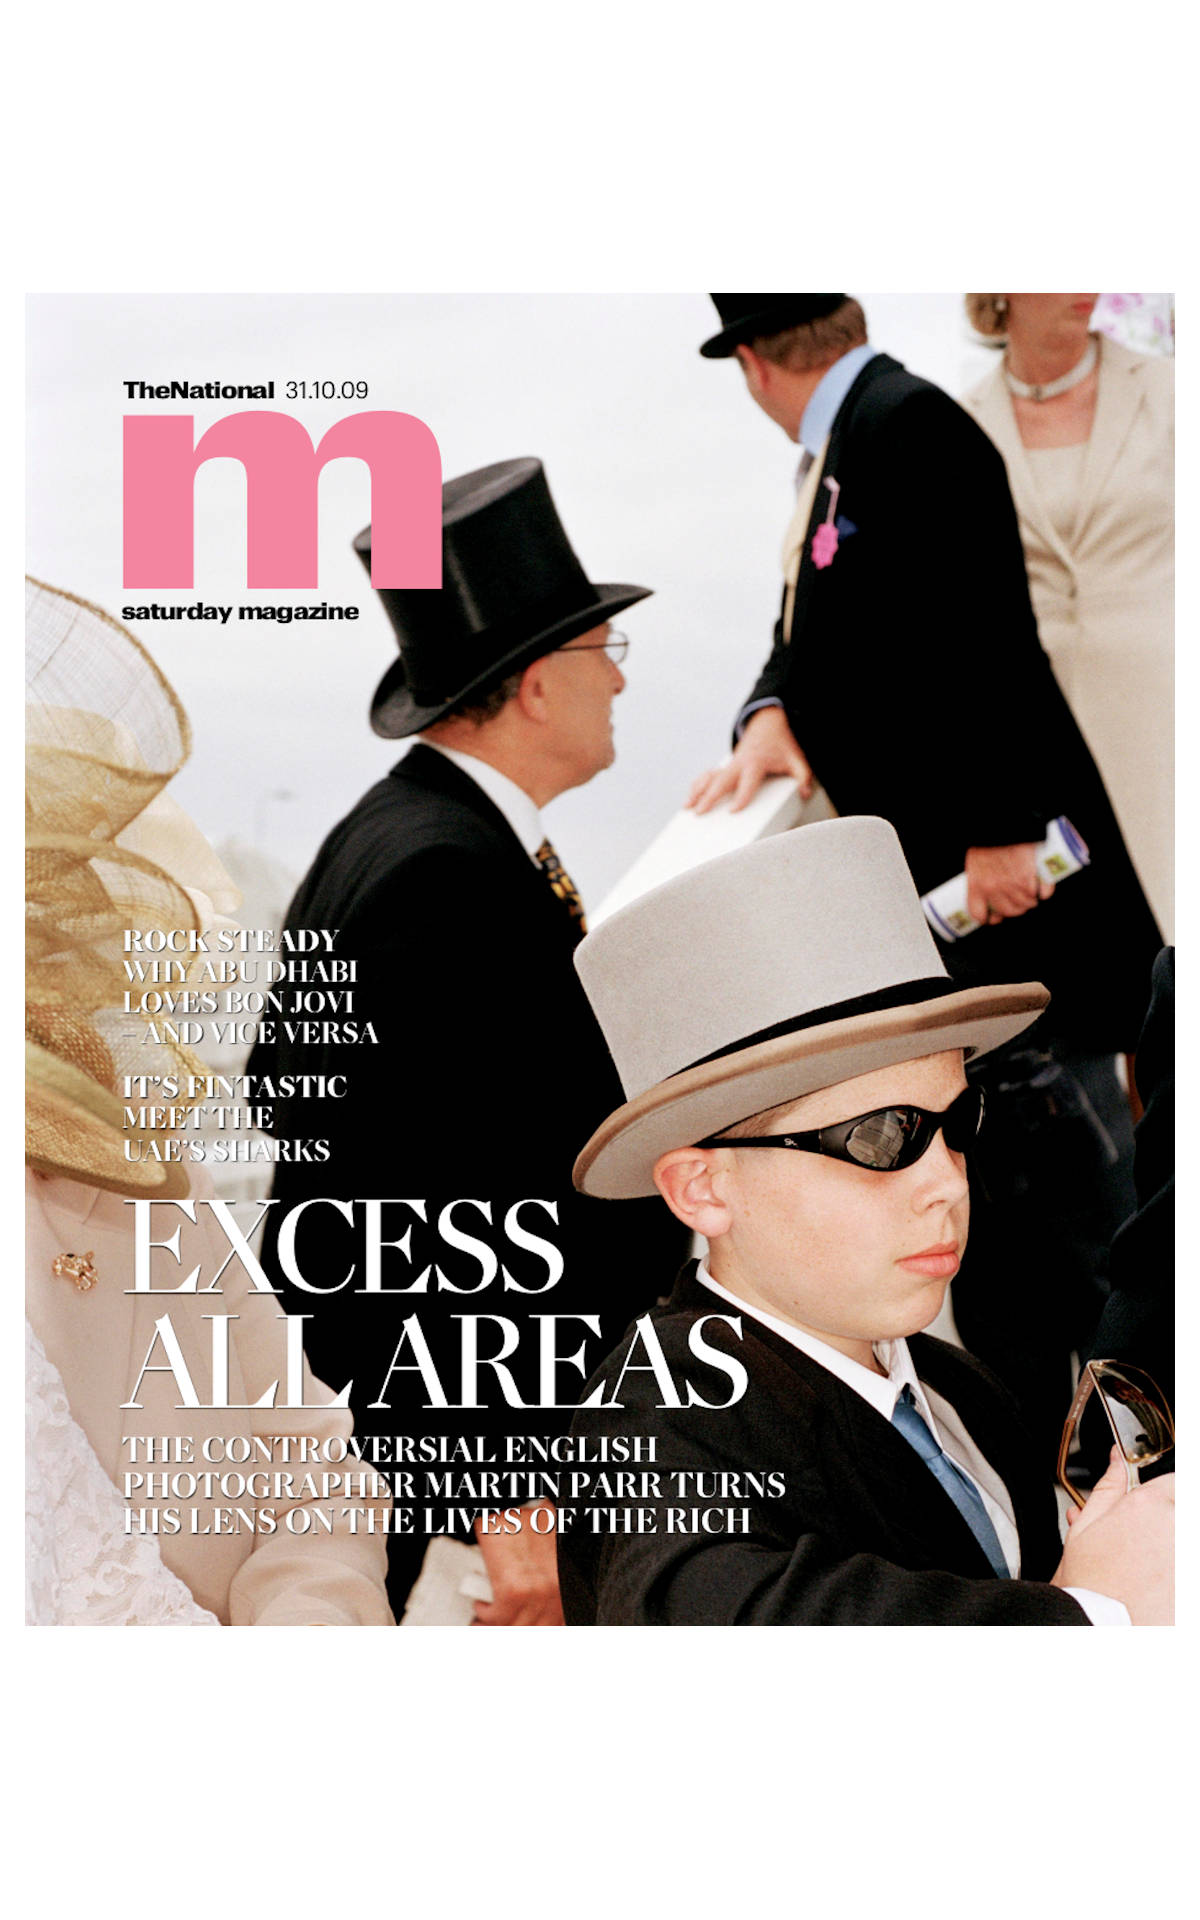 TheNational 31.10.09
m
saturday magazine
ROCK STEADY
WHY ABU DHABI
LOVES BON JOVI
– AND VICE VERSA
IT'S FINTASTIC
MEET THE
UAE'S SHARKS
EXCESS
ALL AREAS
THE CONTROVERSIAL ENGLISH
PHOTOGRAPHER MARTIN PARR TURNS
HIS LENS ON THE LIVES OF THE RICH